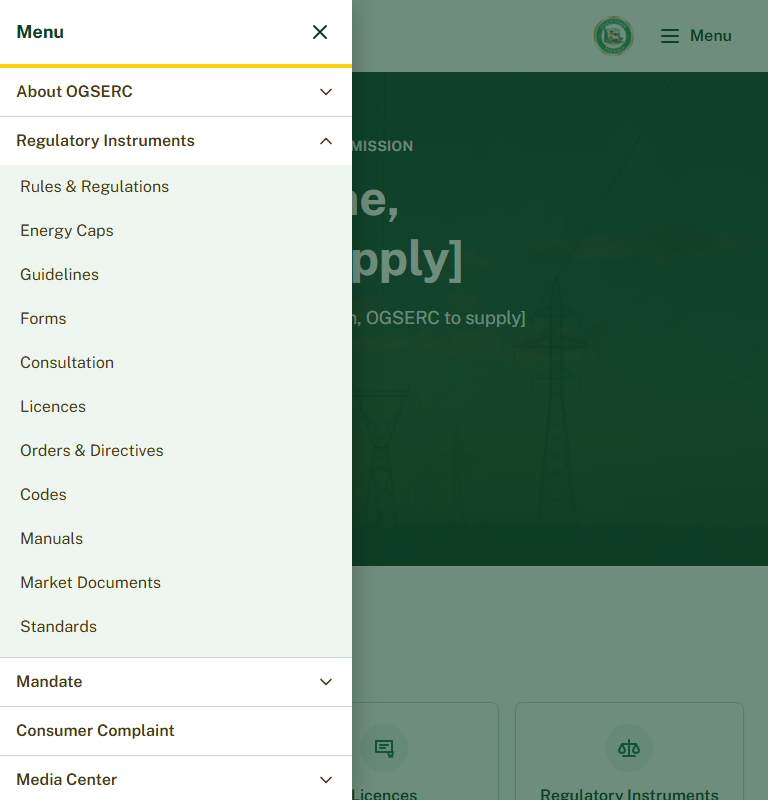 Menu
Menu
About OGSERC
Regulatory Instruments
Rules & Regulations
Energy Caps
Guidelines
Forms
Consultation
Licences
Orders & Directives
Codes
Manuals
Market Documents
Standards
Mandate
Consumer Complaint
Media Center
MISSION
e,
pply]
, OGSERC to supply]
Licences
Regulatory Instruments